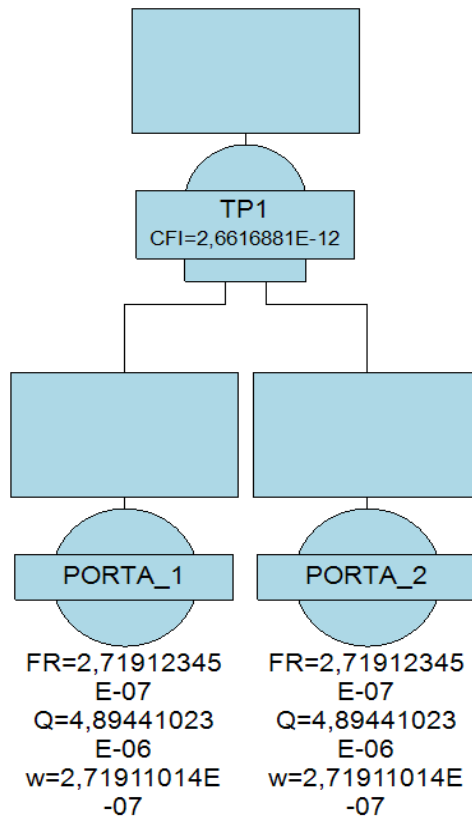 TP1
CFI=2,6616881E-12
PORTA_1
PORTA_2
FR=2,71912345
E-07
Q=4,89441023
E-06
w=2,71911014E
-07
FR=2,71912345
E-07
Q=4,89441023
E-06
w=2,71911014E
-07